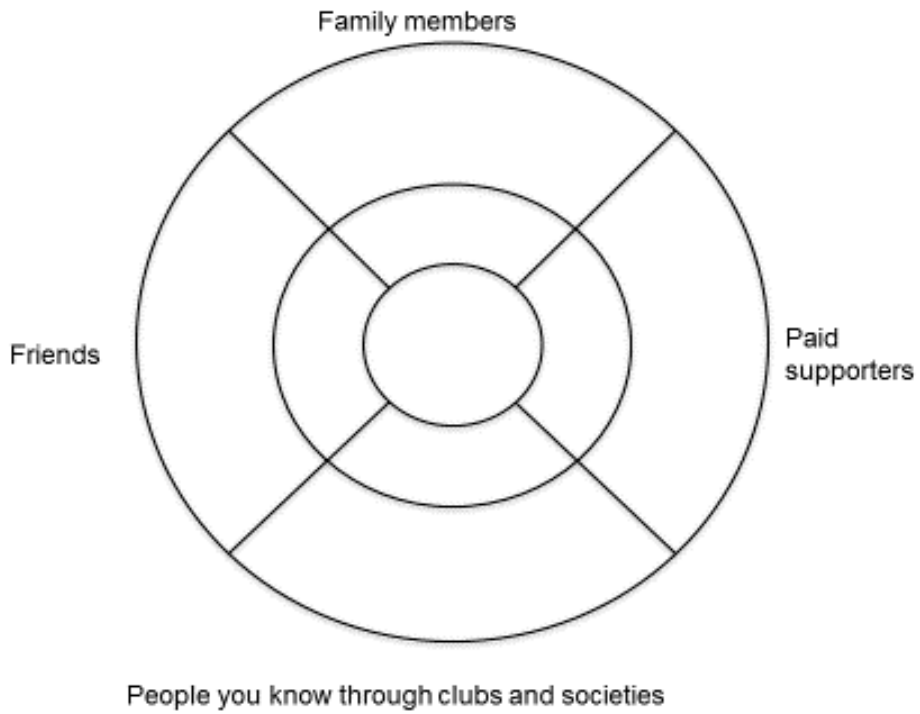 Family members
Friends
Paid
supporters
People you know through clubs and societies